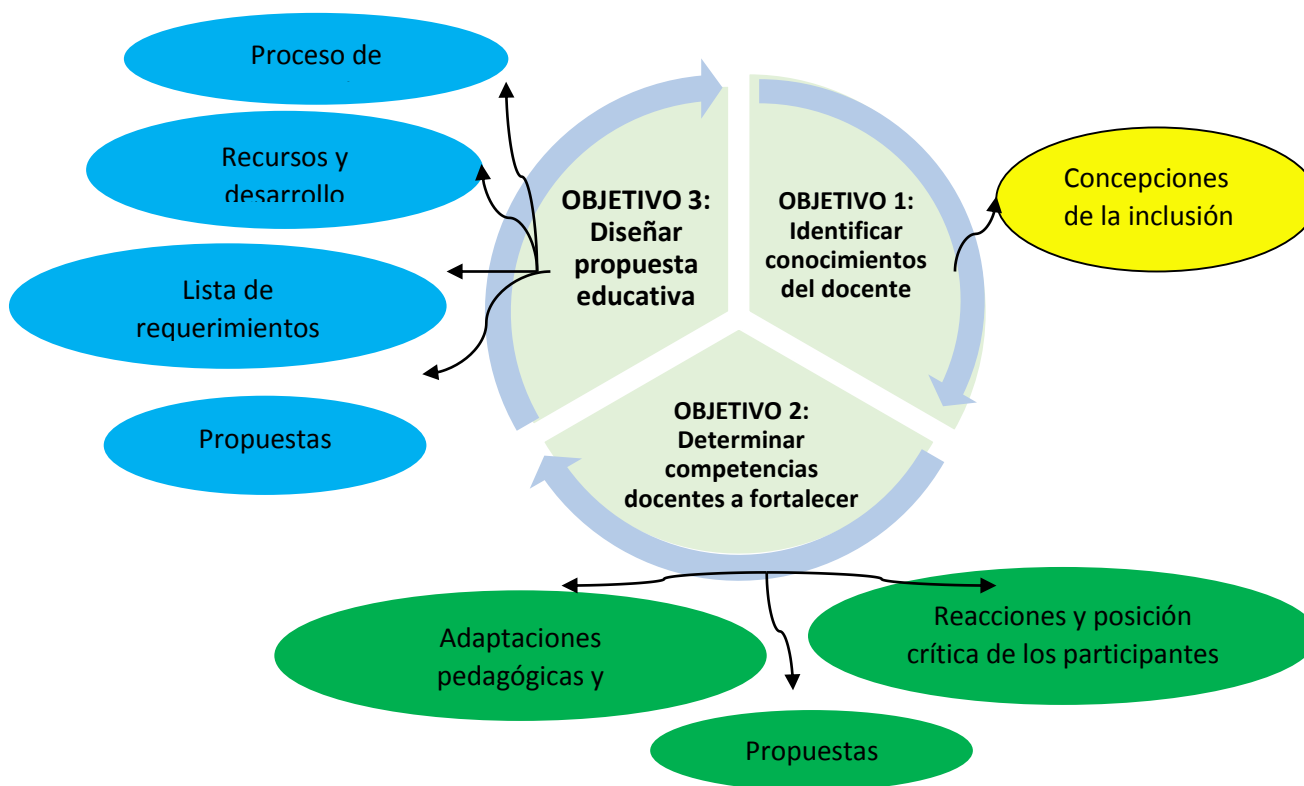 Proceso de
Recursos y
desarrollo
Lista de
requerimientos
Propuestas
OBJETIVO 3:
Diseñar
propuesta
educativa
OBJETIVO 1:
Identificar
conocimientos
del docente
Concepciones
de la inclusión
OBJETIVO 2:
Determinar
competencias
docentes a fortalecer
Adaptaciones
pedagógicas y
Propuestas
Reacciones y posición
crítica de los participantes